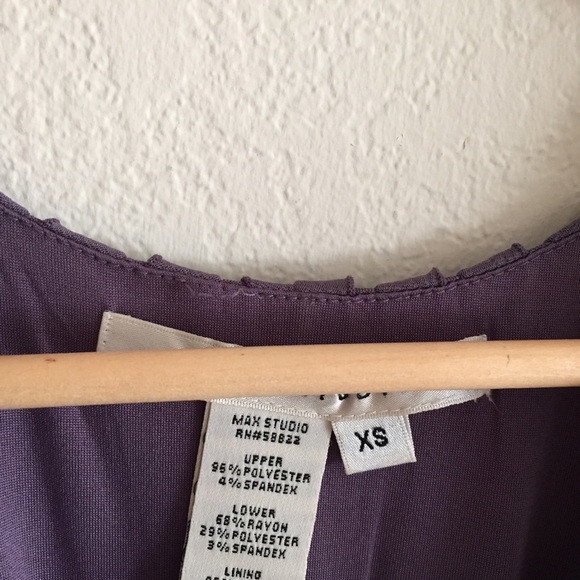 MAX STUDIO
RN#58822
XS
UPPER
96% POLYESTER
4% SPANDEX
LOWER
68% RAYON
29% POLYESTER
3% SPANDEX
LINING